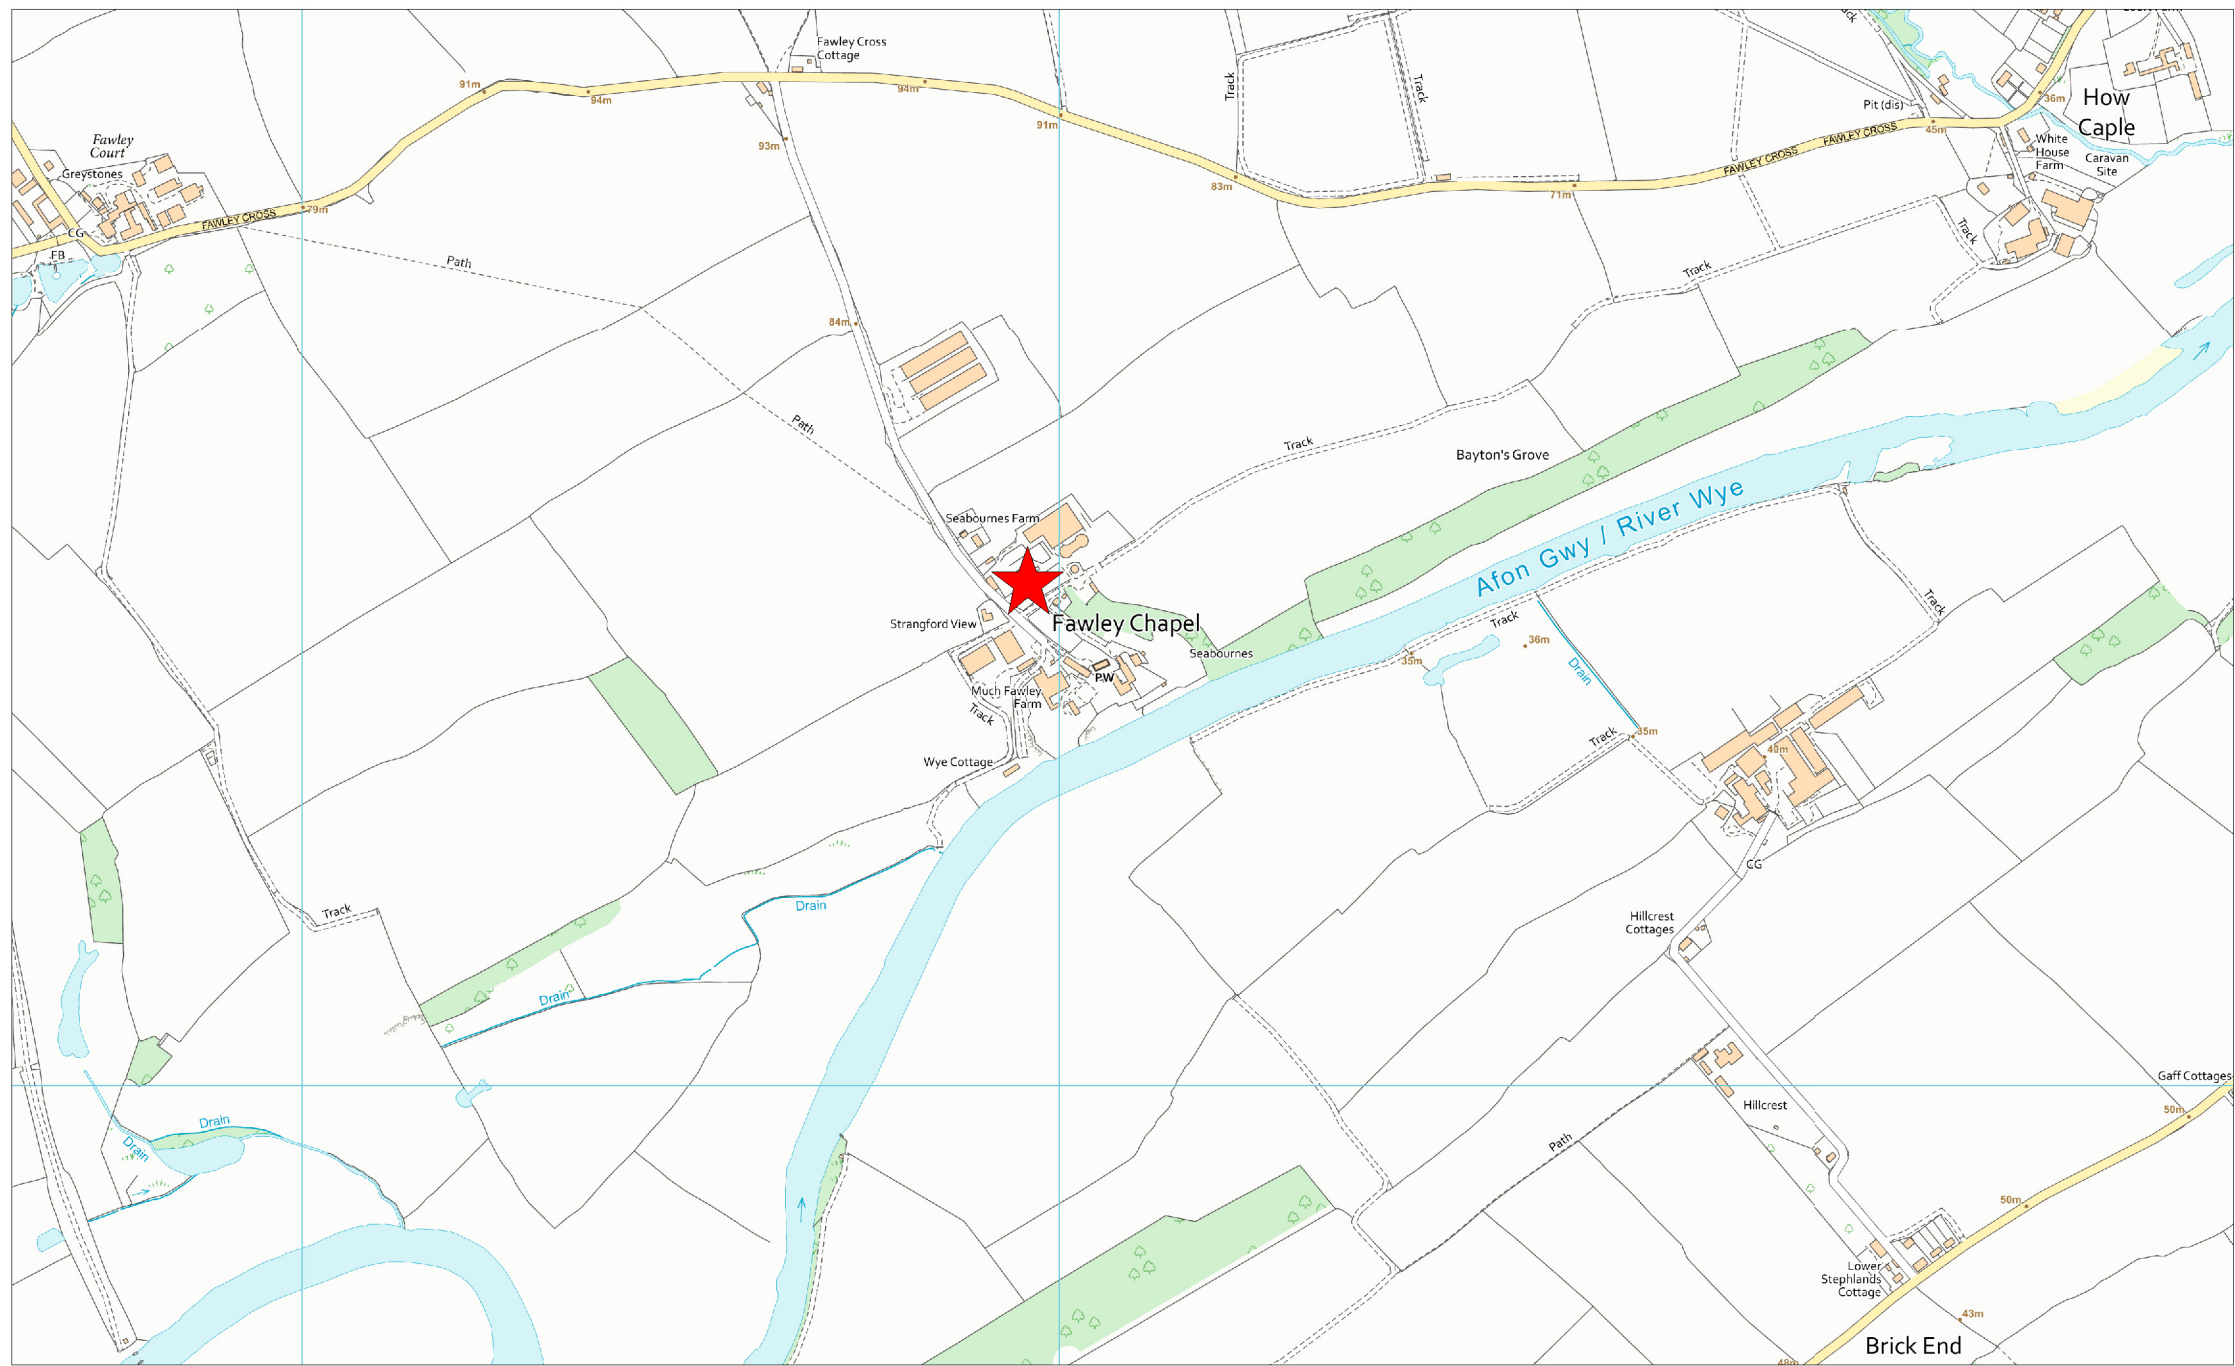 Track
Fawley Cross
Cottage
91m
94m
94m
Track
Track
36m
How
Caple
Pit (dis)
91m
45m
FAWLEY CROSS
FAWLEY CROSS
Fawley
Court
93m
White
House
Farm
Caravan
Site
Greystones
83m
71m
79m
FAWLEY CROSS
CG
FB
Path
Track
Track
84m
Path
Track
Bayton's Grove
Seabournes Farm
Afon Gwy / River Wye
Track
Strangford View
Fawley Chapel
Track
Seabournes
36m
35m
Drain
PW
Much Fawley
Farm
Track
Track
35m
40m
Wye Cottage
CG
Drain
Track
Hillcrest
Cottages
Drain
Gaff Cottages
Hillcrest
50m
Drain
Drain
Path
50m
Lower
Stephlands
Cottage
43m
Brick End
48m